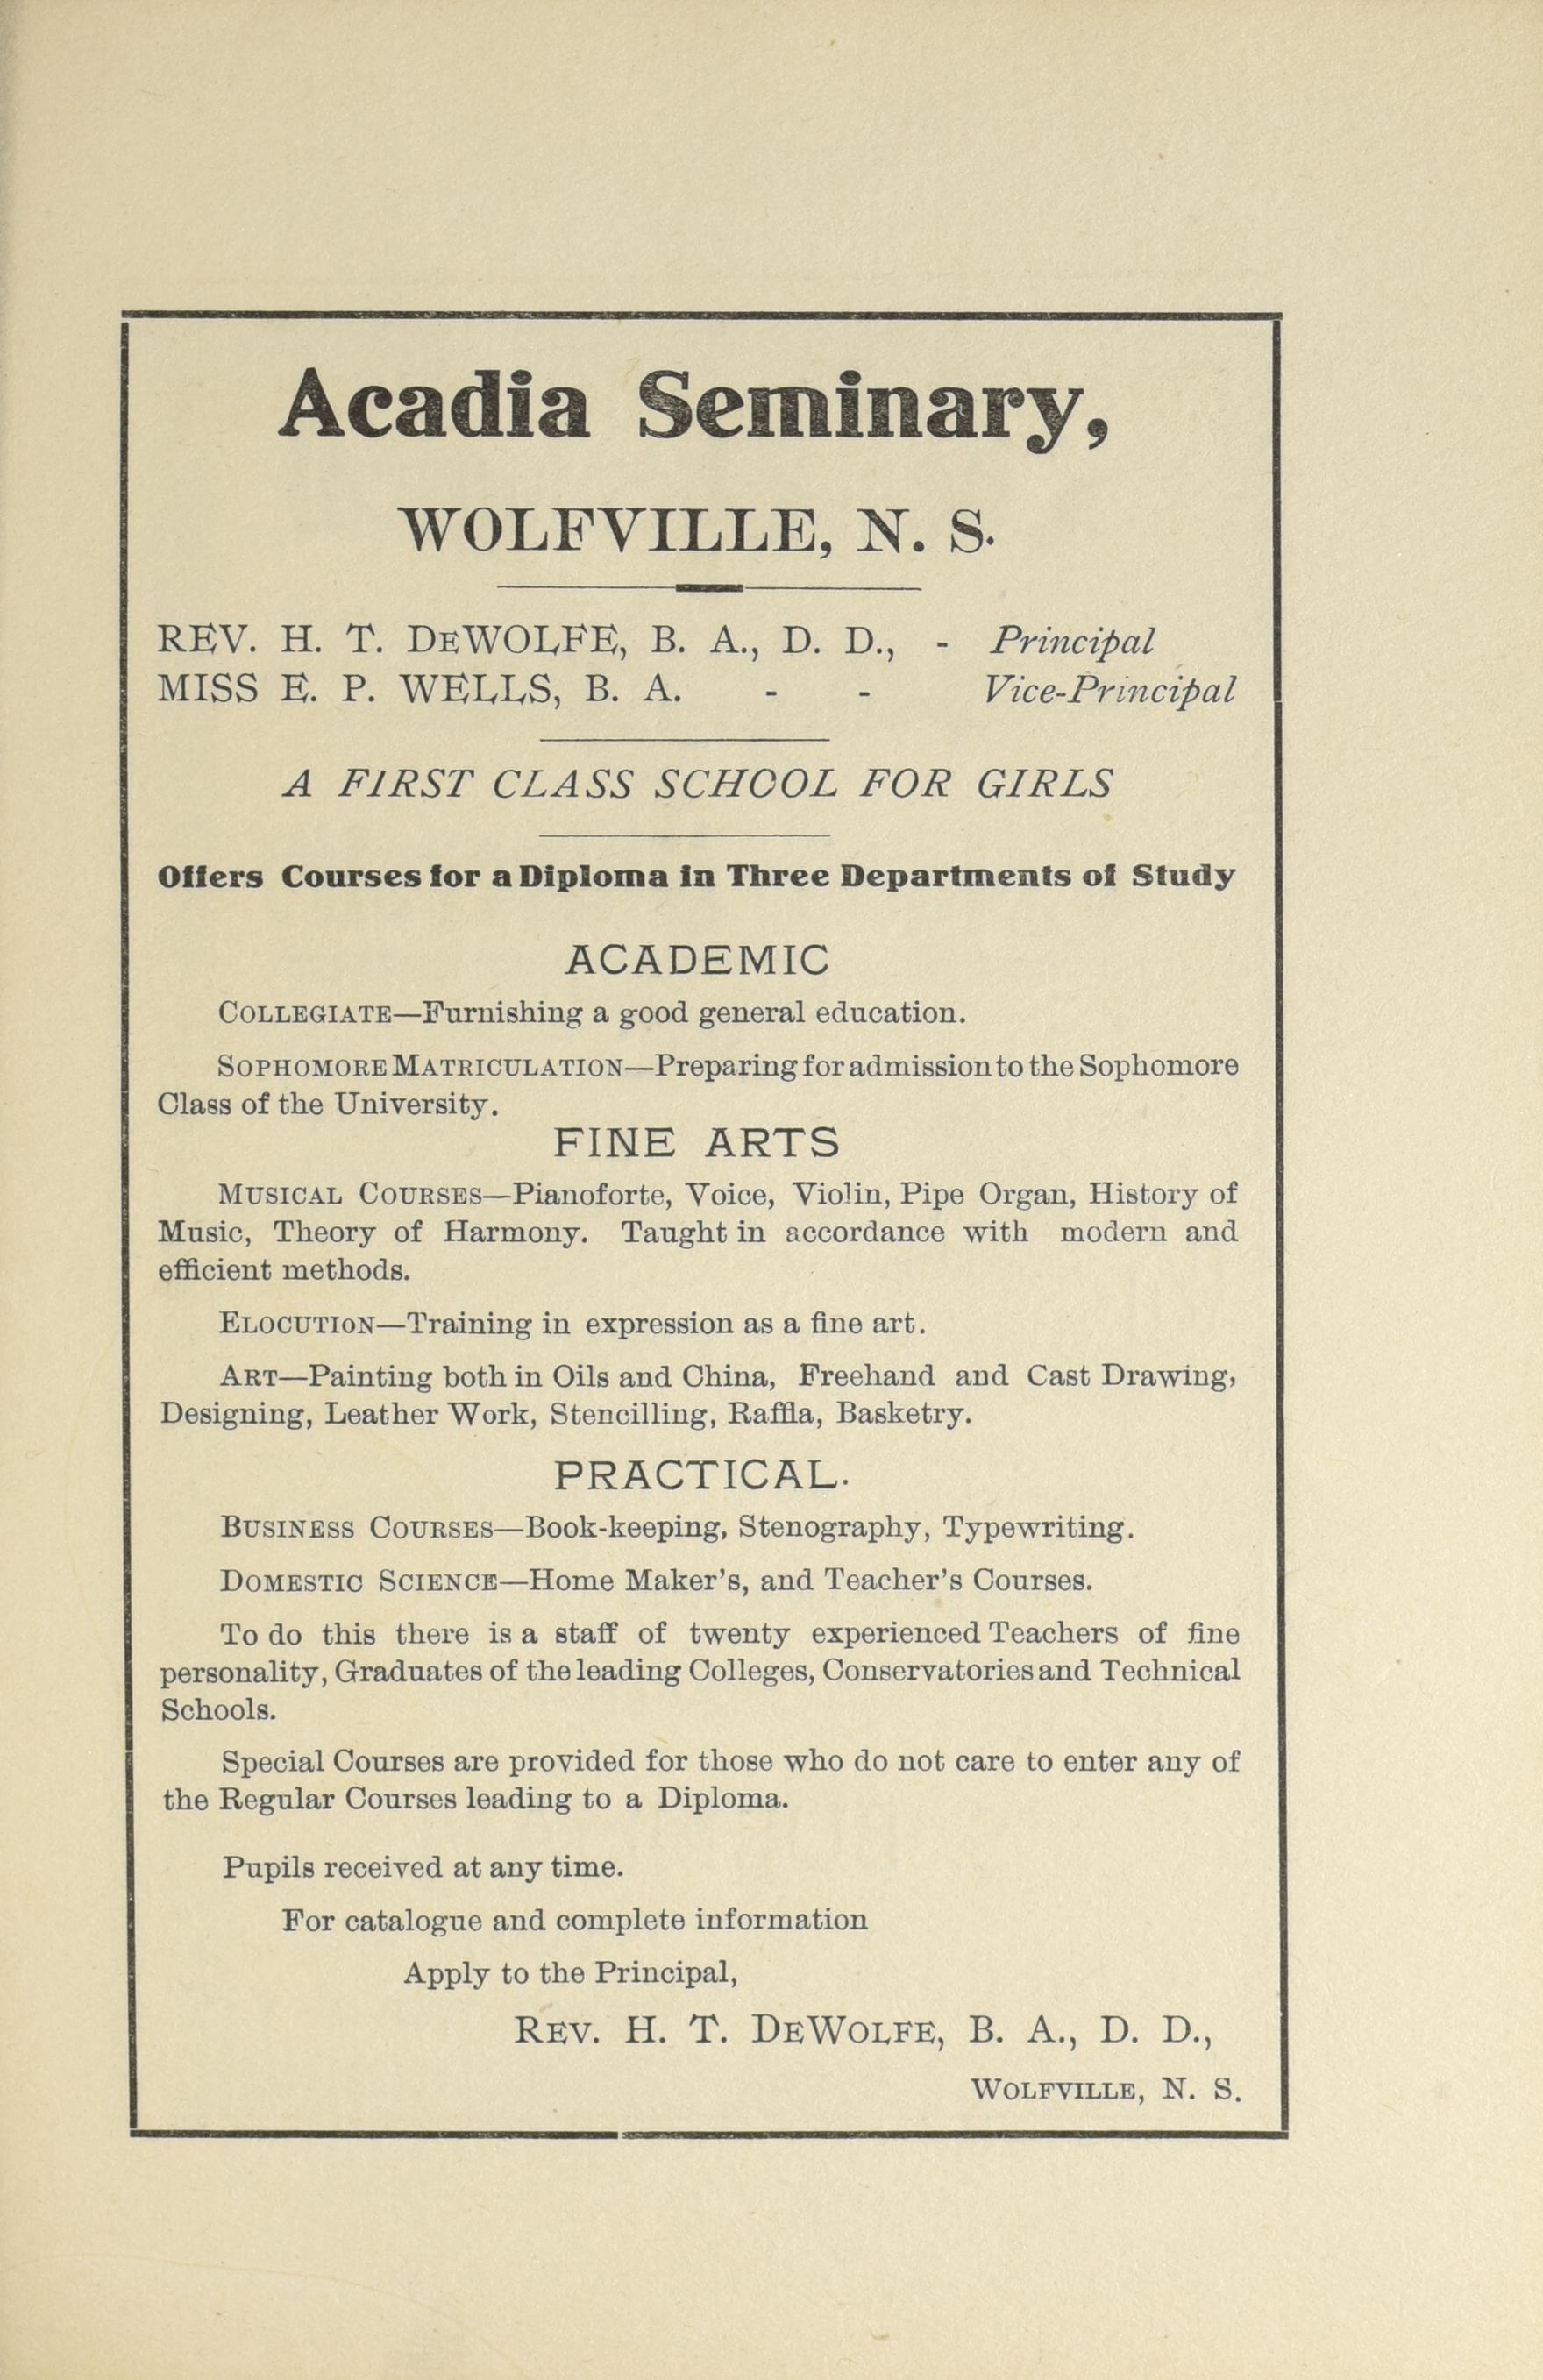 Acadia Seminary,
WOLFVILLE, N. S.
REV. H. T. DEWOLFE, B. A., D. D., - Principal
MISS E. P. WELLS, B. A. - - Vice-Principal
A FIRST CLASS SCHOOL FOR GIRLS
Offers Courses for a Diploma in Three Departments of Study
ACADEMIC
COLLEGIATE—Furnishing a good general education.
SOPHOMORE MATRICULATION—Preparing for admission to the Sophomore
Class of the University.
FINE ARTS
MUSICAL COURSES—Pianoforte, Voice, Violin, Pipe Organ, History of
Music, Theory of Harmony. Taught in accordance with modern and
efficient methods.
ELOCUTION—Training in expression as a fine art.
ART—Painting both in Oils and China, Freehand and Cast Drawing,
Designing, Leather Work, Stencilling, Raffla, Basketry.
PRACTICAL.
BUSINESS COURSES—Book-keeping, Stenography, Typewriting.
DOMESTIC SCIENCE—Home Maker's, and Teacher's Courses.
To do this there is a staff of twenty experienced Teachers of fine
personality, Graduates of the leading Colleges, Conservatories and Technical
Schools.
Special Courses are provided for those who do not care to enter any of
the Regular Courses leading to a Diploma.
Pupils received at any time.
For catalogue and complete information
Apply to the Principal,
REV. H. T. DEWOLFE, B. A., D. D.,
WOLFVILLE, N. S.